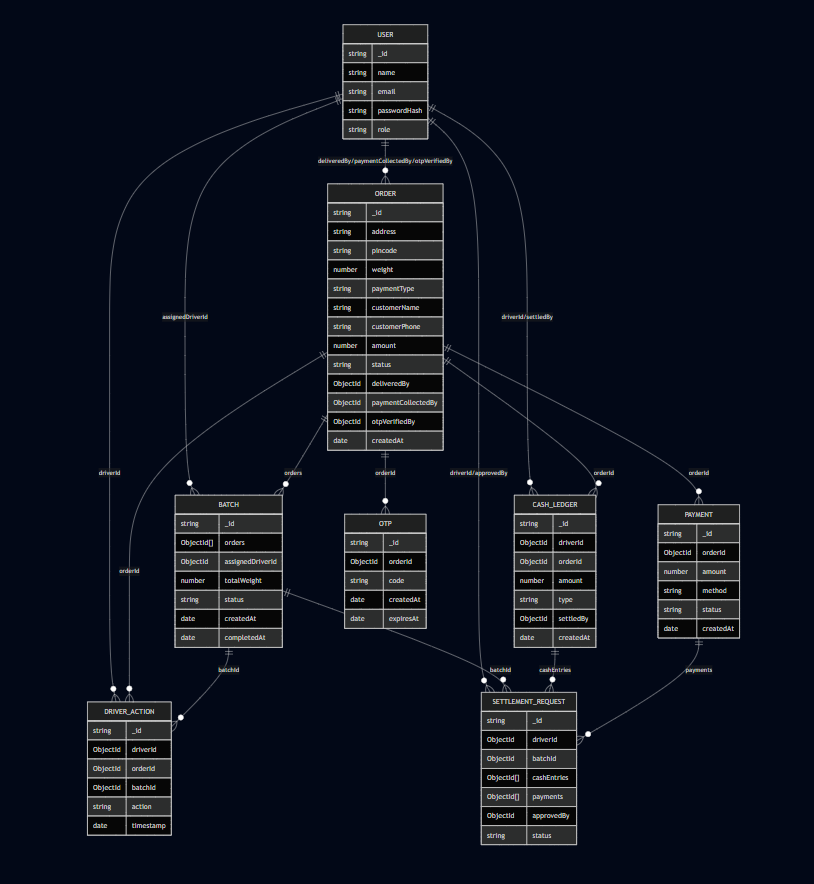 USER
string _id
string name
string email
string passwordHash
string role
deliveredBy/paymentCollectedBy/otpVerifiedBy
ORDER
string _id
string address
string pincode
number weight
string paymentType
string customerName
string customerPhone
number amount
string status
ObjectId deliveredBy
ObjectId paymentCollectedBy
ObjectId otpVerifiedBy
date createdAt
assignedDriverId
driverId/settledBy
driverId
orders
orderId
driverId/approvedBy
orderId
orderId
BATCH
string _id
ObjectId[] orders
ObjectId assignedDriverId
number totalWeight
string status
date createdAt
date completedAt
OTP
string _id
ObjectId orderId
string code
date createdAt
date expiresAt
CASH_LEDGER
string _id
ObjectId driverId
ObjectId orderId
number amount
string type
ObjectId settledBy
date createdAt
PAYMENT
string _id
ObjectId orderId
number amount
string method
string status
date createdAt
orderId
batchId
batchId
cashEntries
payments
DRIVER_ACTION
string _id
ObjectId driverId
ObjectId orderId
ObjectId batchId
string action
date timestamp
SETTLEMENT_REQUEST
string _id
ObjectId driverId
ObjectId batchId
ObjectId[] cashEntries
ObjectId[] payments
ObjectId approvedBy
string status